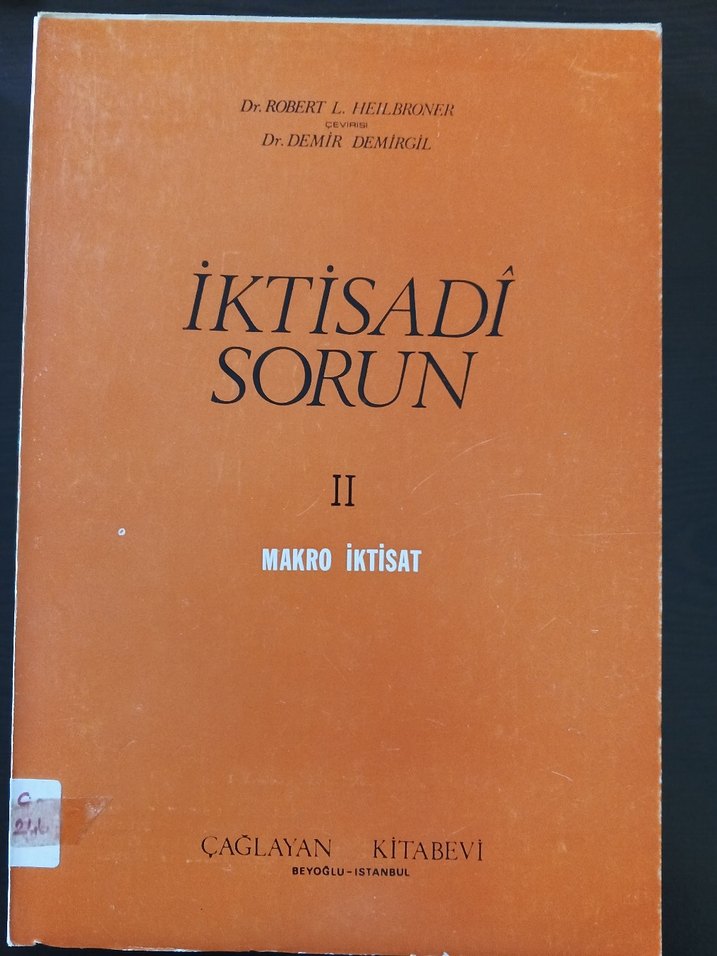 Dr. ROBERT L. HEILBRONER
ÇEVİRİSİ
Dr. DEMİR DEMİRGİL
İKTİSADÎ
SORUN
II
MAKRO İKTİSAT
C
ÇAĞLAYAN KİTABEVİ
BEYOĞLU-ISTANBUL